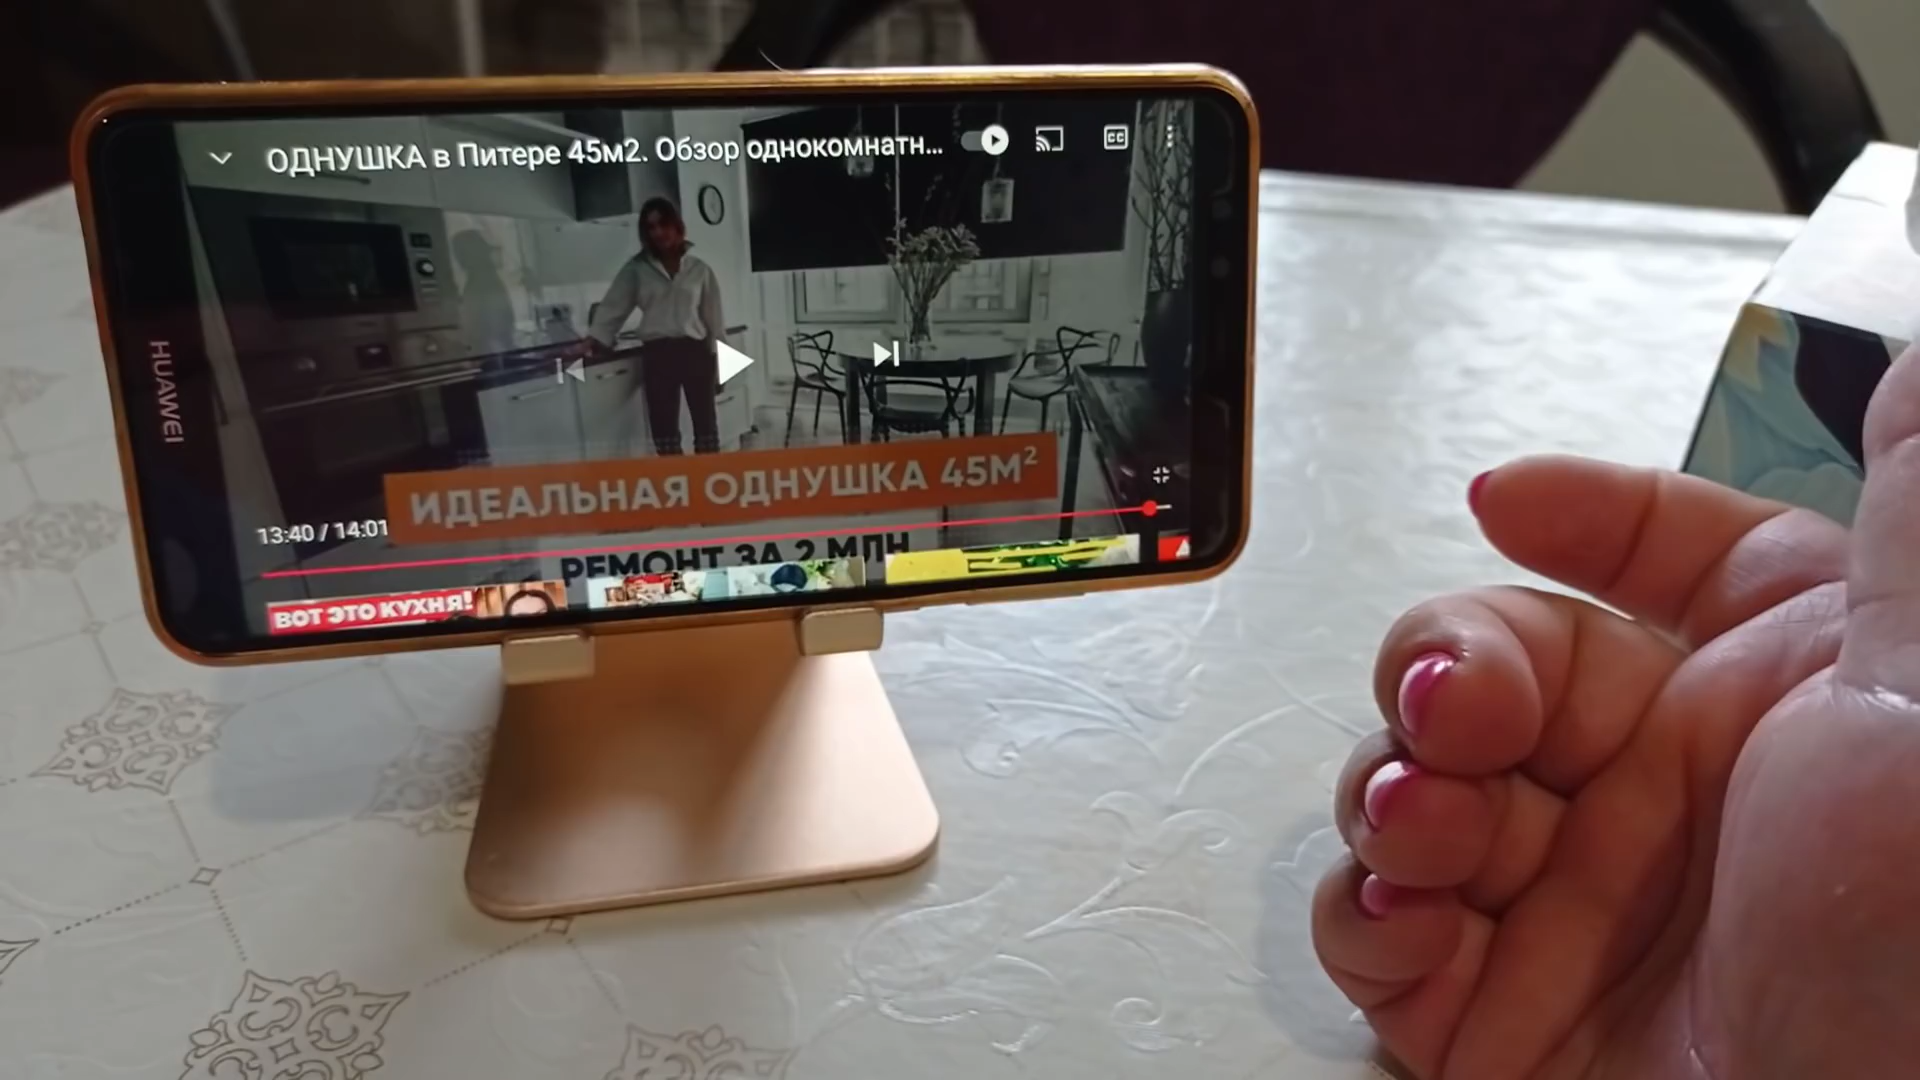 ОДНУШКА в Питере 45м2. Обзор однокомнатн...
CC
HUAWEI
ИДЕАЛЬНАЯ ОДНУШКА 45М²
13:40 / 14:01
РЕМОНТ ЗА 2 МЛН
ВОТ ЭТО КУХНЯ!